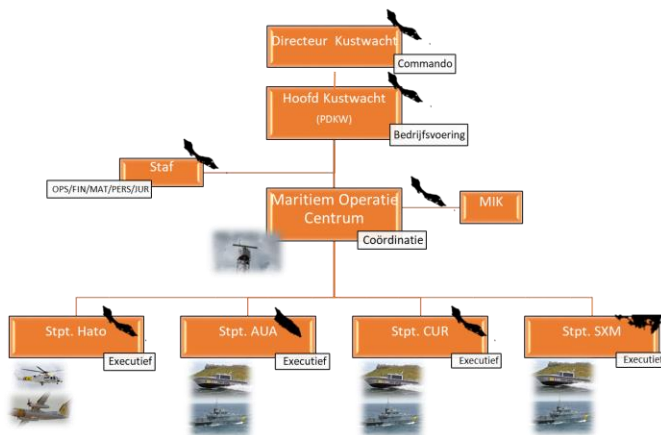 Directeur Kustwacht
Commando
Hoofd Kustwacht
(PDKW)
Bedrijfsvoering
Staf
OPS/FIN/MAT/PERS/JUR
Maritiem Operatie
Centrum
Coördinatie
MIK
Stpt. Hato
Executief
Stpt. AUA
Executief
Stpt. CUR
Executief
Stpt. SXM
Executief